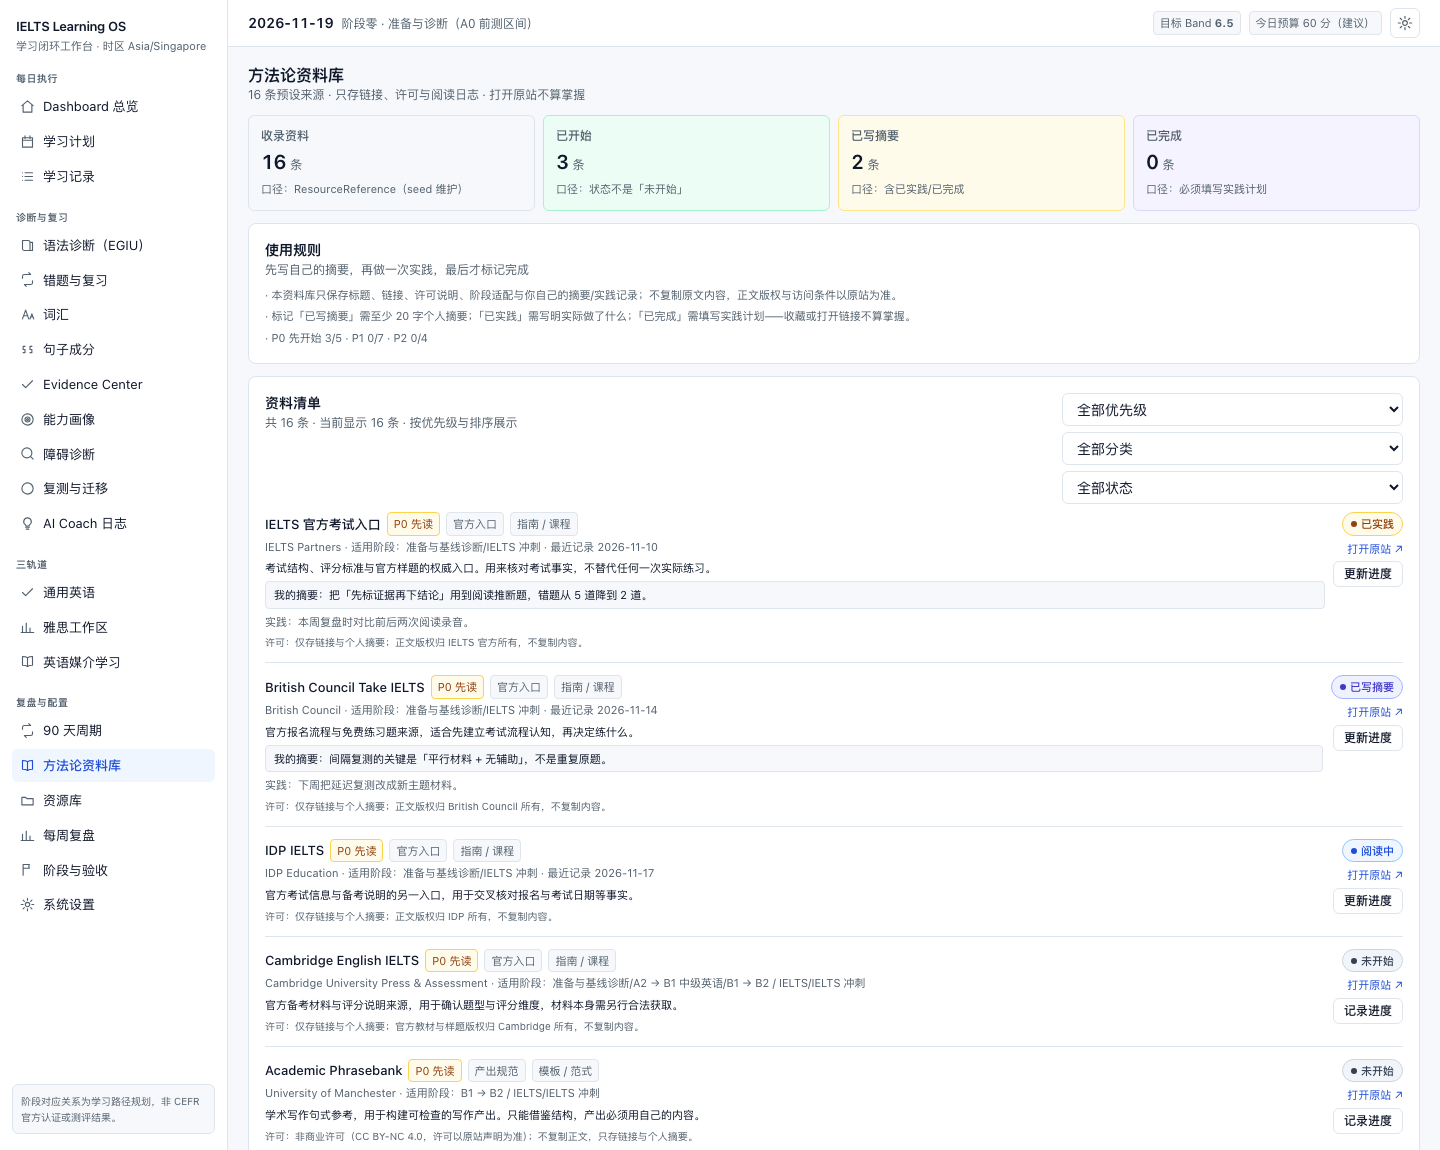 IELTS Learning OS
学习闭环工作台 · 时区 Asia/Singapore
每日执行
Dashboard 总览
学习计划
学习记录
诊断与复习
语法诊断（EGIU）
错题与复习
词汇
句子成分
Evidence Center
能力画像
障碍诊断
复测与迁移
AI Coach 日志
三轨道
通用英语
雅思工作区
英语媒介学习
复盘与配置
90 天周期
方法论资料库
资源库
每周复盘
阶段与验收
系统设置
阶段对应关系为学习路径规划，非 CEFR
官方认证或测评结果。
2026-11-19 阶段零 · 准备与诊断（A0 前测区间）
目标 Band 6.5
今日预算 60 分（建议）
方法论资料库
16 条预设来源 · 只存链接、许可与阅读日志 · 打开原站不算掌握
收录资料
16 条
口径：ResourceReference（seed 维护）
已开始
3 条
口径：状态不是「未开始」
已写摘要
2 条
口径：含已实践/已完成
已完成
0 条
口径：必须填写实践计划
使用规则
先写自己的摘要，再做一次实践，最后才标记完成
· 本资料库只保存标题、链接、许可说明、阶段适配与你自己的摘要/实践记录；不复制原文内容，正文版权与访问条件以原站为准。
· 标记「已写摘要」需至少 20 字个人摘要；「已实践」需写明实际做了什么；「已完成」需填写实践计划——收藏或打开链接不算掌握。
· P0 先开始 3/5 · P1 0/7 · P2 0/4
资料清单
共 16 条 · 当前显示 16 条 · 按优先级与排序展示
全部优先级
全部分类
全部状态
IELTS 官方考试入口 P0 先读 官方入口 指南 / 课程
已实践
IELTS Partners · 适用阶段：准备与基线诊断/IELTS 冲刺 · 最近记录 2026-11-10
打开原站 ↗
考试结构、评分标准与官方样题的权威入口。用来核对考试事实，不替代任何一次实际练习。
更新进度
我的摘要：把「先标证据再下结论」用到阅读推断题，错题从 5 道降到 2 道。
实践：本周复盘时对比前后两次阅读录音。
许可：仅存链接与个人摘要；正文版权归 IELTS 官方所有，不复制内容。
British Council Take IELTS P0 先读 官方入口 指南 / 课程
已写摘要
British Council · 适用阶段：准备与基线诊断/IELTS 冲刺 · 最近记录 2026-11-14
打开原站 ↗
官方报名流程与免费练习题来源，适合先建立考试流程认知，再决定练什么。
更新进度
我的摘要：间隔复测的关键是「平行材料 + 无辅助」，不是重复原题。
实践：下周把延迟复测改成新主题材料。
许可：仅存链接与个人摘要；正文版权归 British Council 所有，不复制内容。
IDP IELTS P0 先读 官方入口 指南 / 课程
阅读中
IDP Education · 适用阶段：准备与基线诊断/IELTS 冲刺 · 最近记录 2026-11-17
打开原站 ↗
官方考试信息与备考说明的另一入口，用于交叉核对报名与考试日期等事实。
更新进度
许可：仅存链接与个人摘要；正文版权归 IDP 所有，不复制内容。
Cambridge English IELTS P0 先读 官方入口 指南 / 课程
未开始
Cambridge University Press & Assessment · 适用阶段：准备与基线诊断/A2 → B1 中级英语/B1 → B2 / IELTS/IELTS 冲刺
打开原站 ↗
官方备考材料与评分说明来源，用于确认题型与评分维度，材料本身需另行合法获取。
记录进度
许可：仅存链接与个人摘要；官方教材与样题版权归 Cambridge 所有，不复制内容。
Academic Phrasebank P0 先读 产出规范 模板 / 范式
未开始
University of Manchester · 适用阶段：B1 → B2 / IELTS/IELTS 冲刺
打开原站 ↗
学术写作句式参考，用于构建可检查的写作产出。只能借鉴结构，产出必须用自己的内容。
记录进度
许可：非商业许可（CC BY-NC 4.0，许可以原站声明为准）；不复制正文，只存链接与个人摘要。